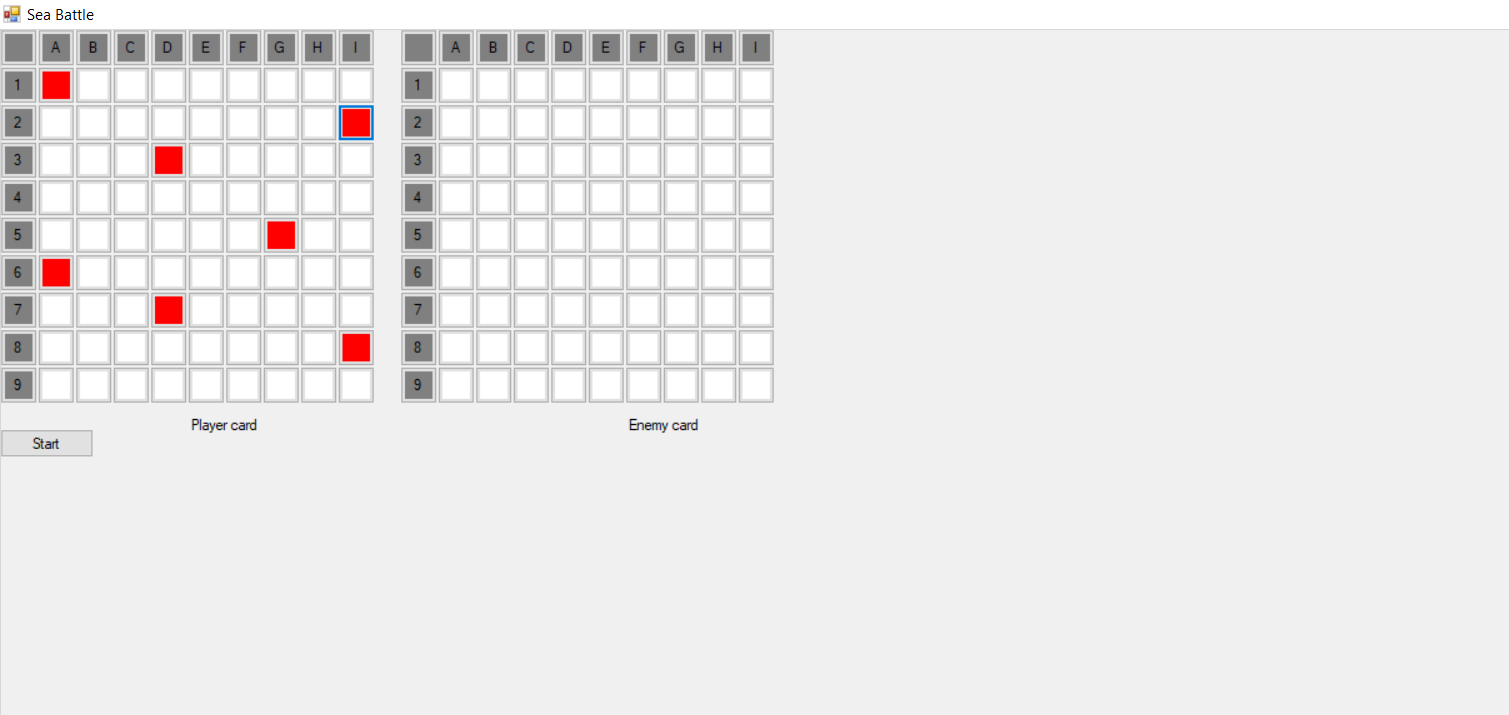 Sea Battle
A B C D E F G H I A B C D E F G H I
1 1
2 2
3 3
4 4
5 5
6 6
7 7
8 8
9 9
Player card Enemy card
Start